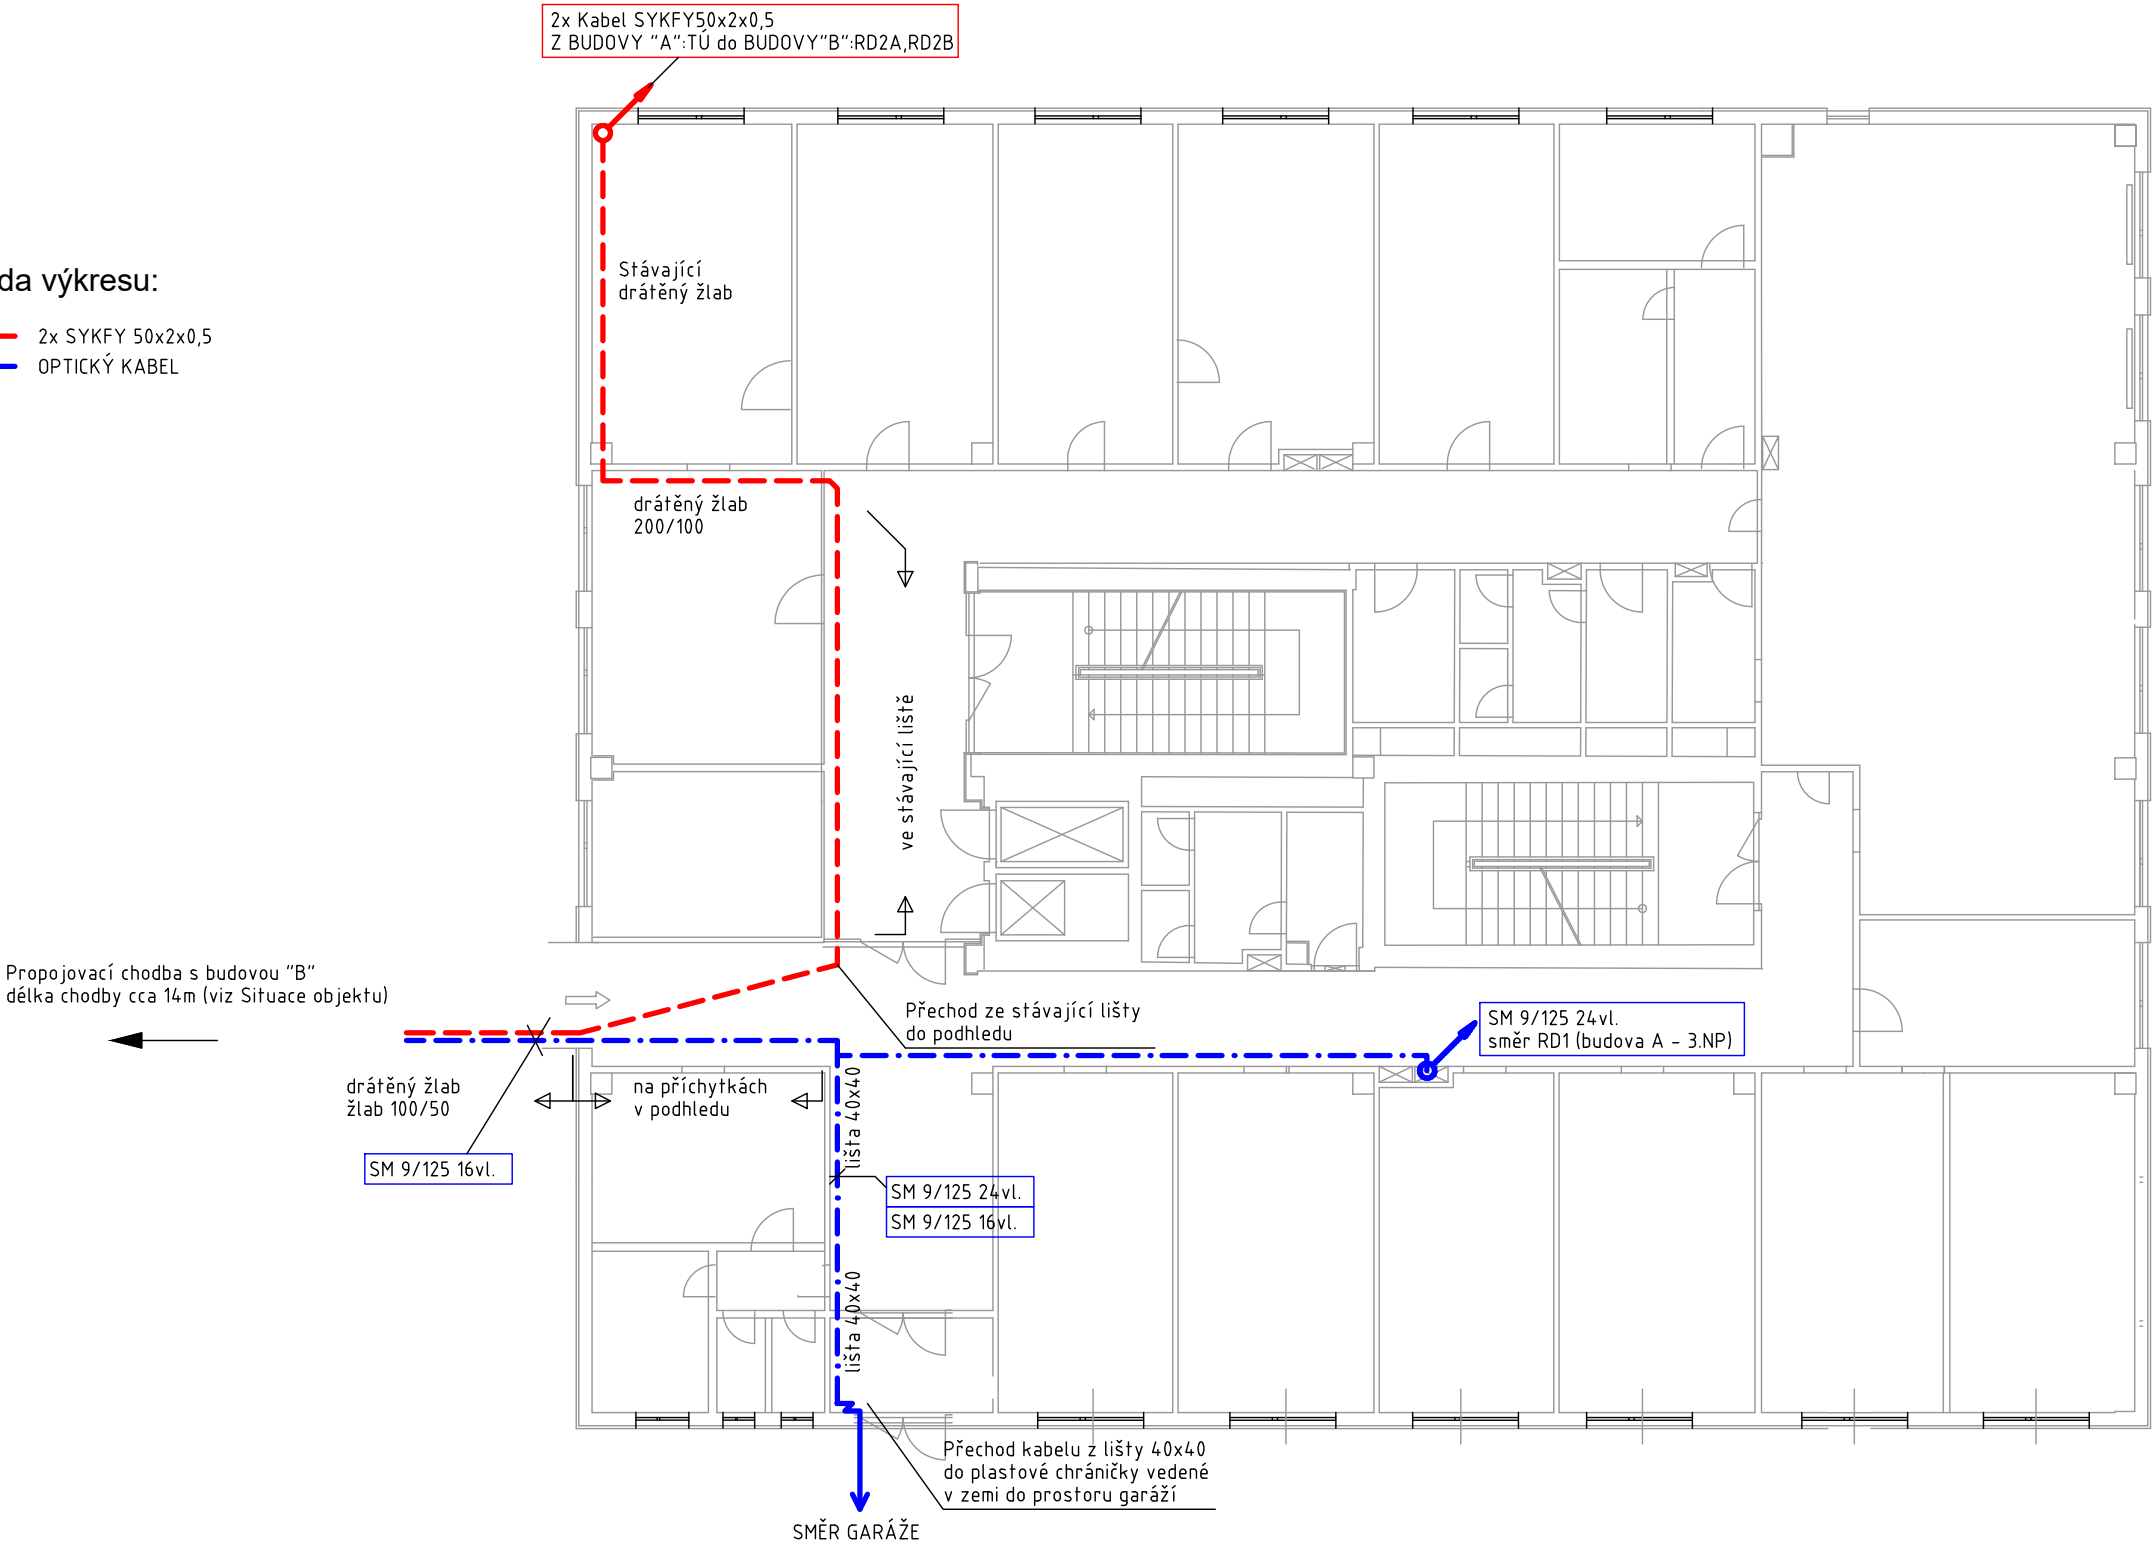 2x Kabel SYKFY50x2x0,5
Z BUDOVY "A":TÚ do BUDOVY"B":RD2A,RD2B
da výkresu:
2x SYKFY 50x2x0,5
OPTICKÝ KABEL
Stávající
drátěný žlab
drátěný žlab
200/100
ve stávající liště
Propojovací chodba s budovou "B"
délka chodby cca 14m (viz Situace objektu)
Přechod ze stávající lišty
do podhledu
SM 9/125 24vl.
směr RD1 (budova A - 3.NP)
drátěný žlab
žlab 100/50
na příchytkách
v podhledu
lišta 40x40
SM 9/125 16vl.
SM 9/125 24vl.
SM 9/125 16vl.
lišta 40x40
Přechod kabelu z lišty 40x40
do plastové chráničky vedené
v zemi do prostoru garáží
SMĚR GARÁŽE